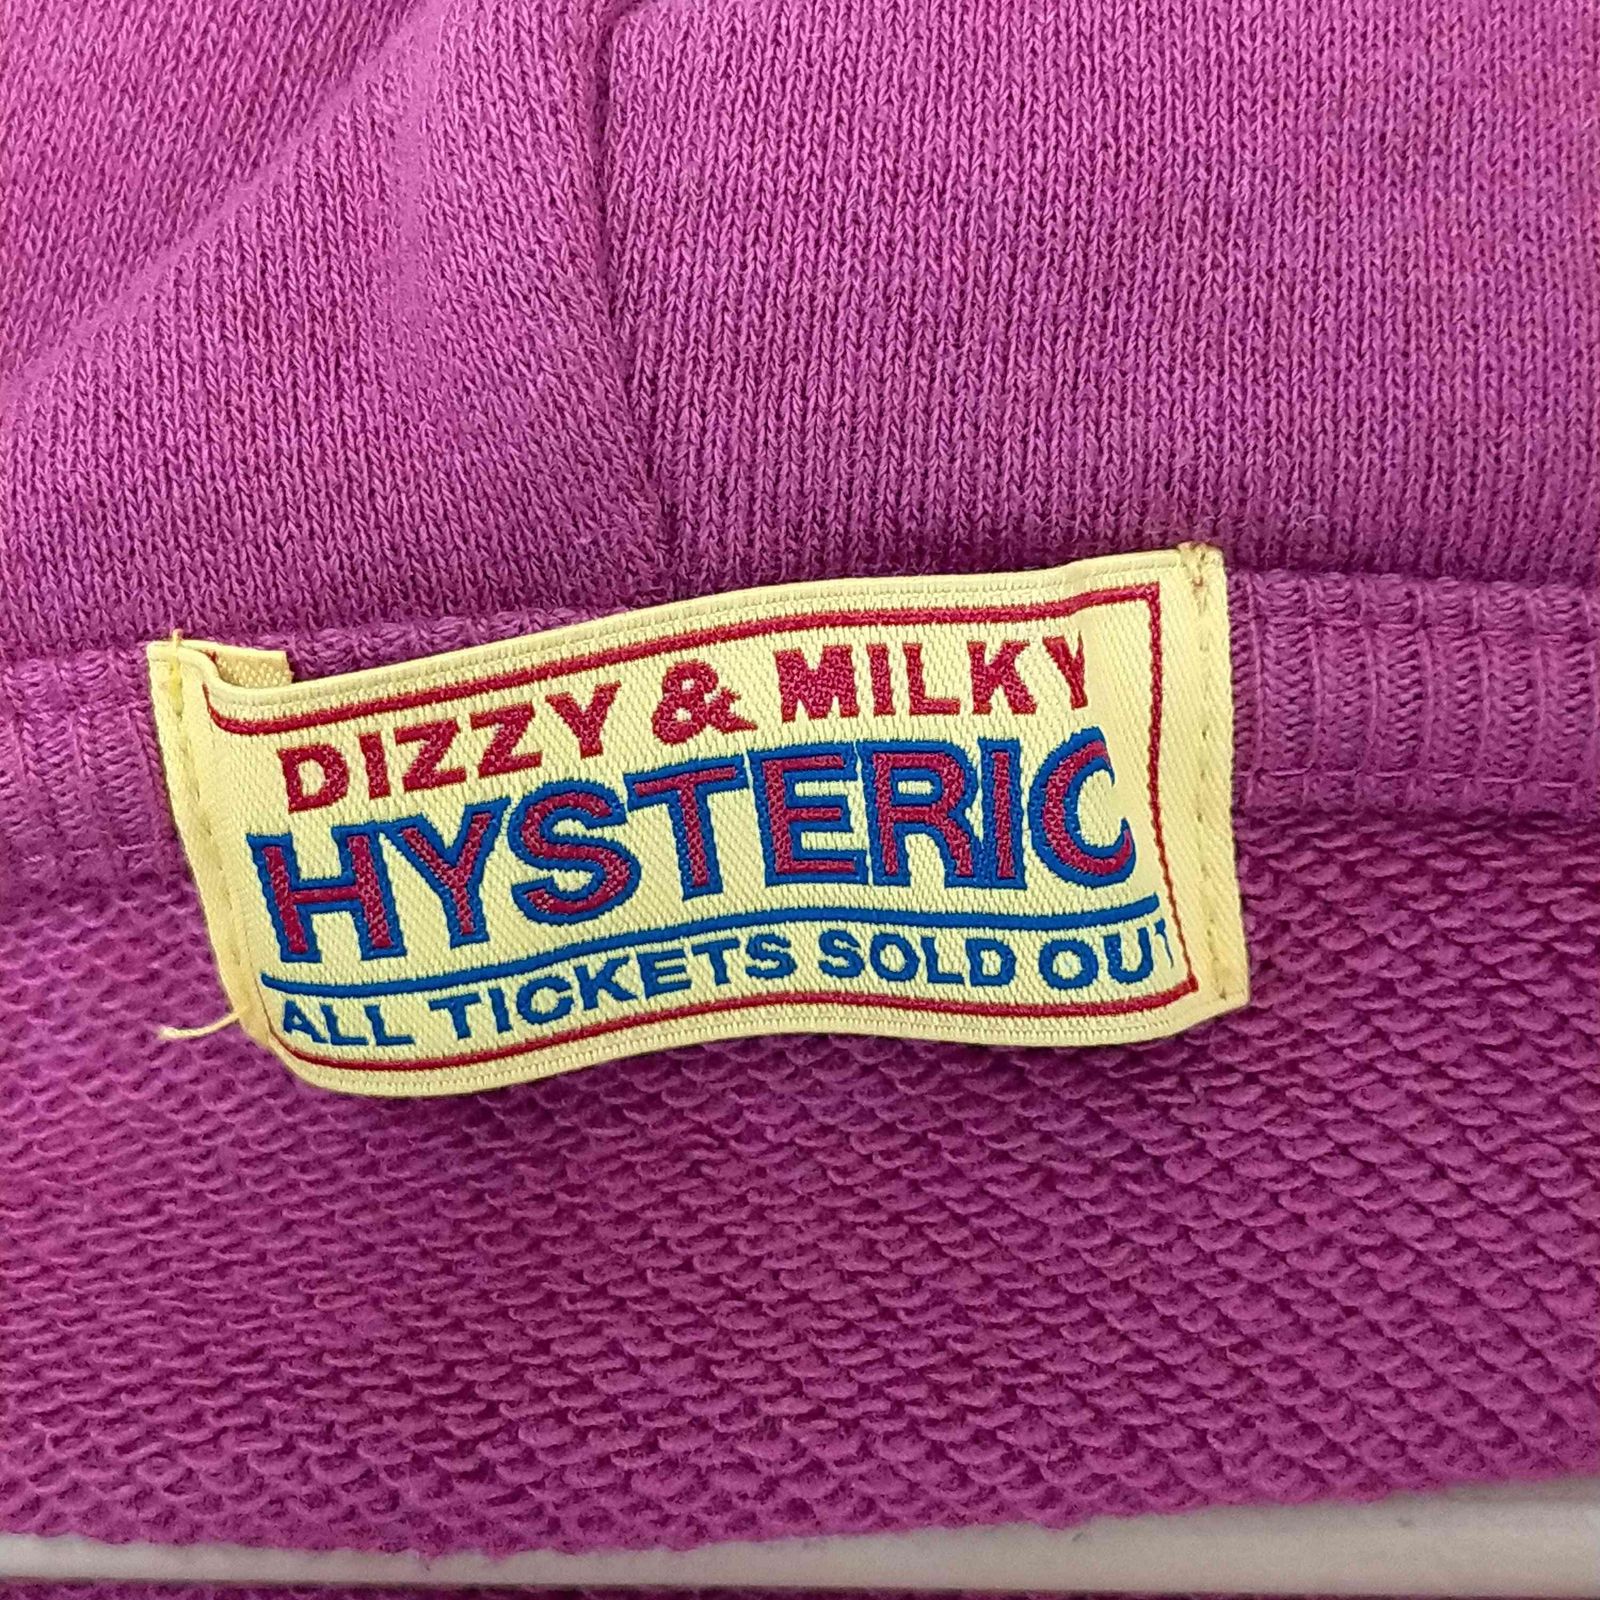 DIZZY & MILKY
HYSTERIC
ALL TICKETS SOLD OUT